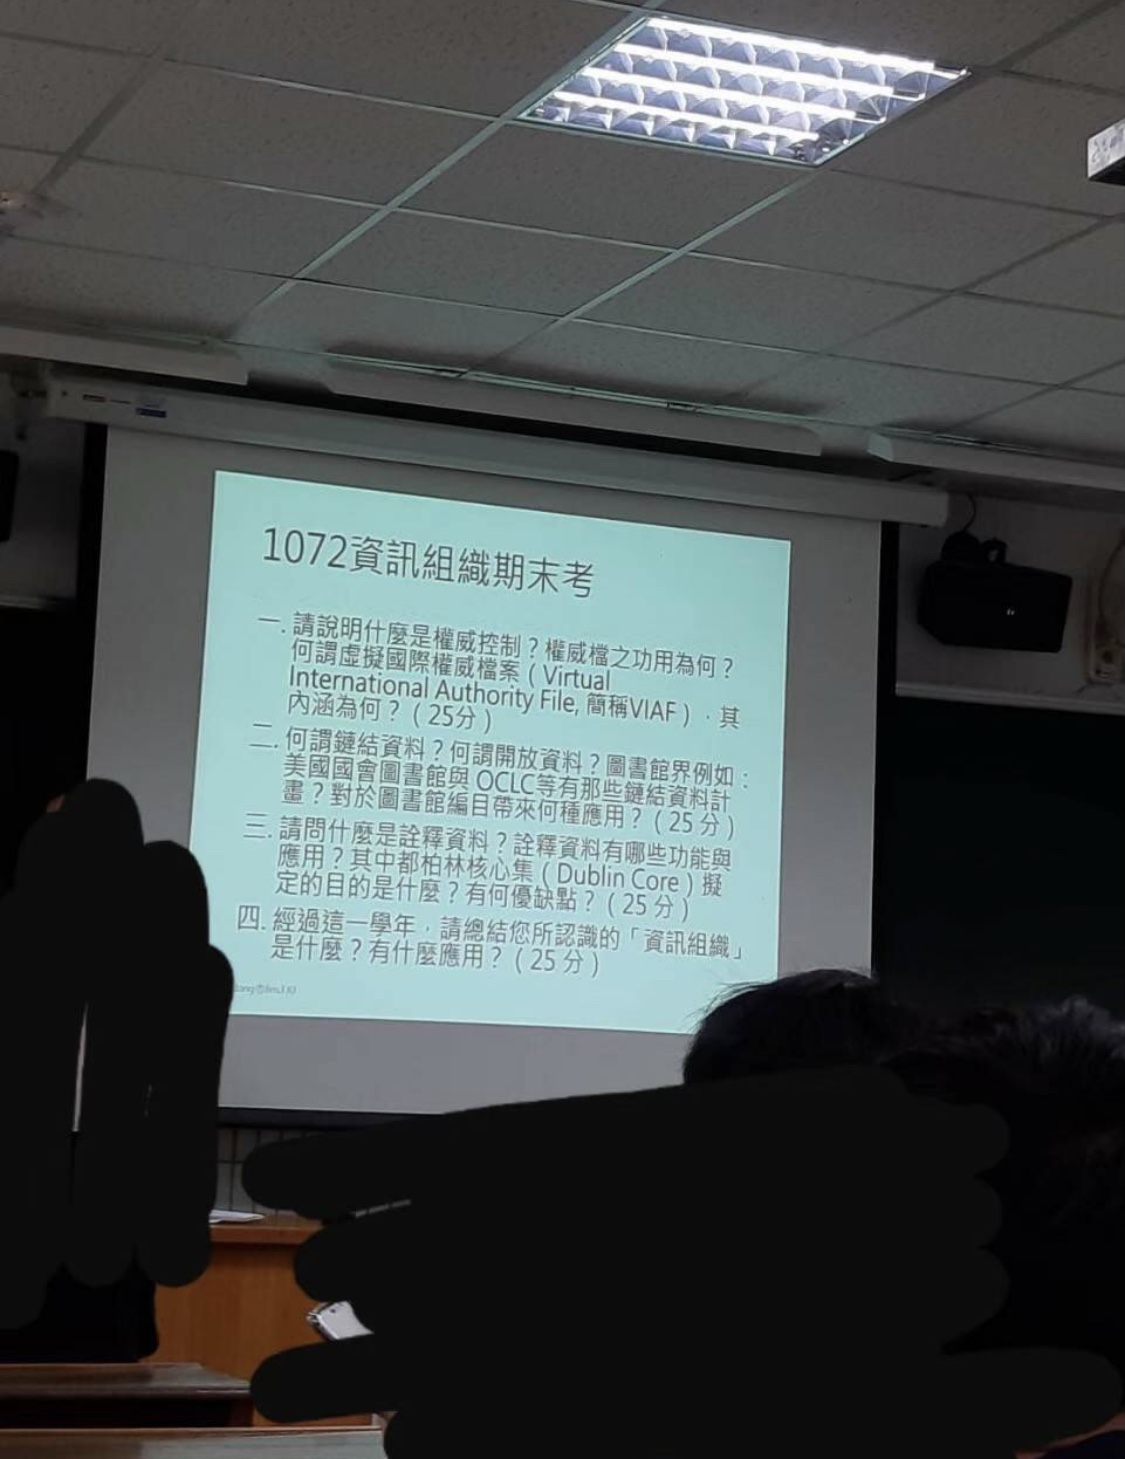 1072資訊組織期末考
一. 請說明什麼是權威控制？權威檔之功用為何？
何謂虛擬國際權威檔案（Virtual
International Authority File, 簡稱VIAF），其
內涵為何？（25分）
二. 何謂鏈結資料？何謂開放資料？圖書館界例如：
美國國會圖書館與 OCLC等有那些鏈結資料計
畫？對於圖書館編目帶來何種應用？（25 分）
三. 請問什麼是詮釋資料？詮釋資料有哪些功能與
應用？其中都柏林核心集（Dublin Core）擬
定的目的是什麼？有何優缺點？（25 分）
四. 經過這一學年，請總結您所認識的「資訊組織」
是什麼？有什麼應用？（25 分）